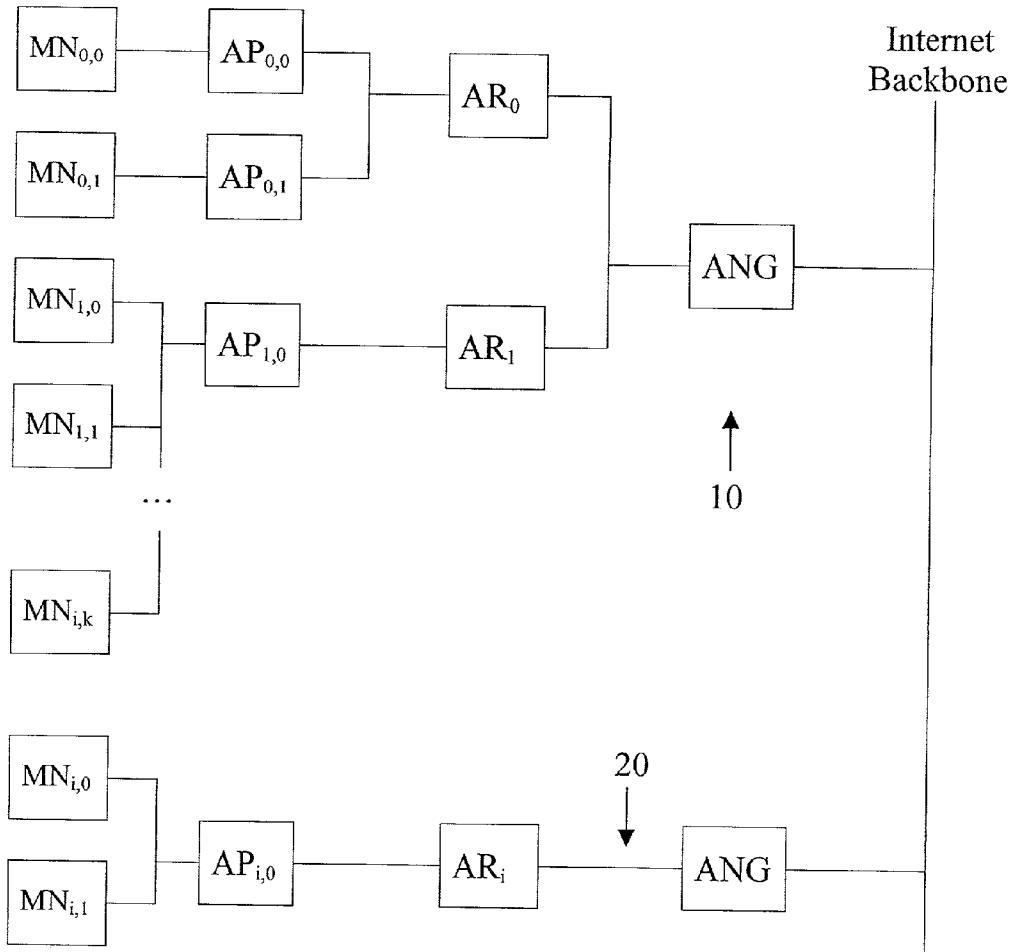 MN0,0
AP0,0
AR0
Internet
Backbone
MN0,1
AP0,1
ANG
MN1,0
AP1,0
AR1
MN1,1
10
...
MNi,k
MNi,0
20
APi,0
ARi
ANG
MNi,1